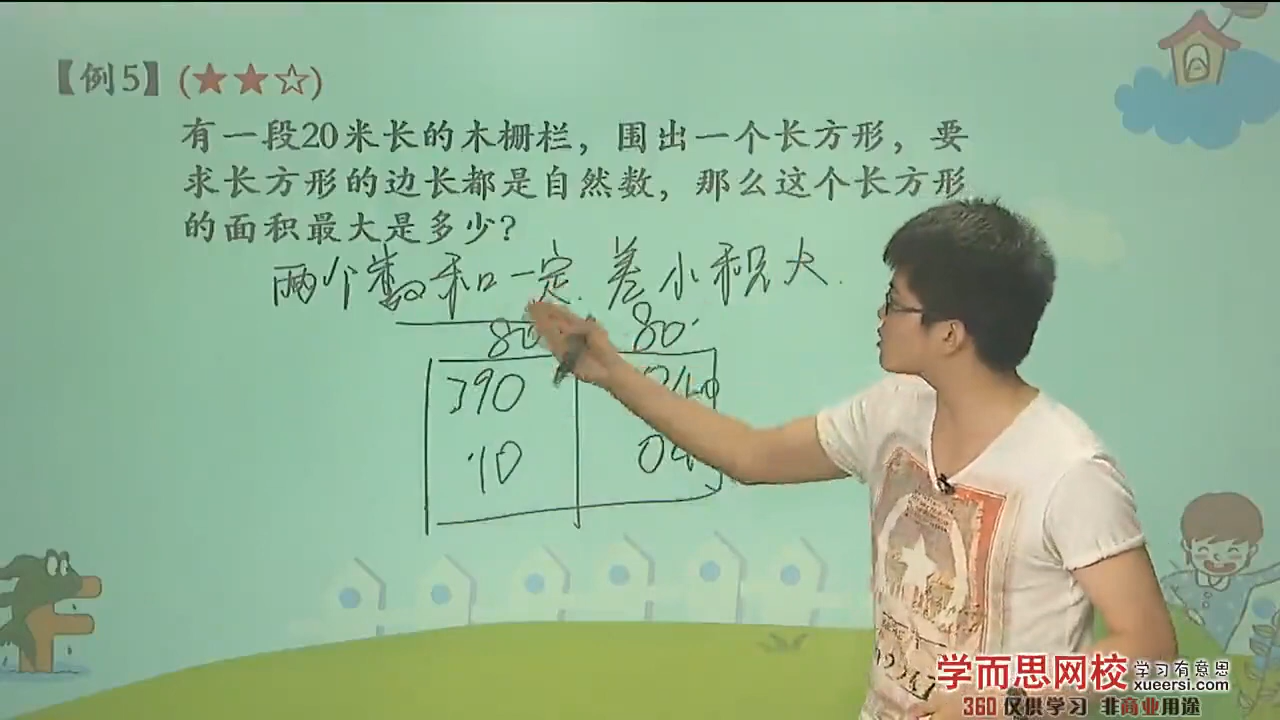 【例5】(★★☆)
有一段20米长的木栅栏，围出一个长方形，要
求长方形的边长都是自然数，那么这个长方形
的面积最大是多少？
两个数和一定.差小积大.
80 80
390
10
学而思网校 学习有意思
xueersi.com
360 仅供学习 非商业用途